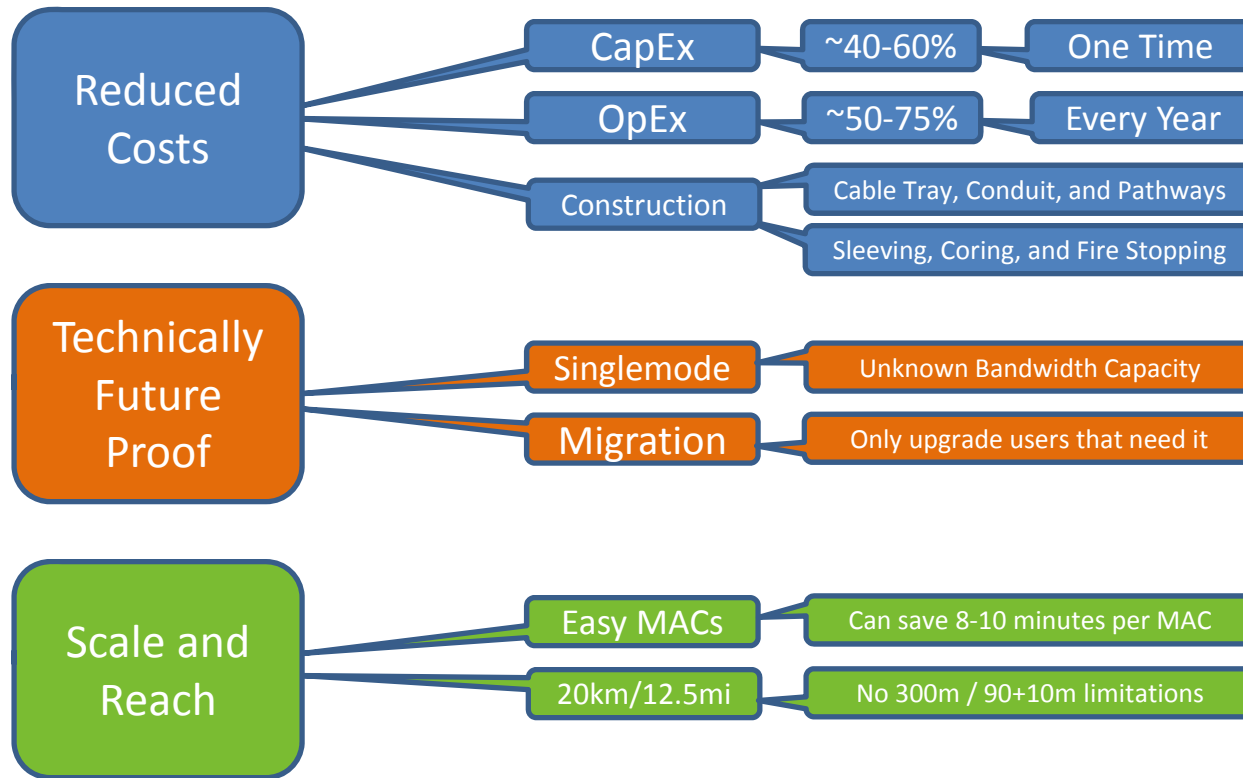 Reduced
Costs
CapEx
~40-60%
One Time
OpEx
~50-75%
Every Year
Construction
Cable Tray, Conduit, and Pathways
Sleeving, Coring, and Fire Stopping
Technically
Future
Proof
Singlemode
Unknown Bandwidth Capacity
Migration
Only upgrade users that need it
Scale and
Reach
Easy MACs
Can save 8-10 minutes per MAC
20km/12.5mi
No 300m / 90+10m limitations